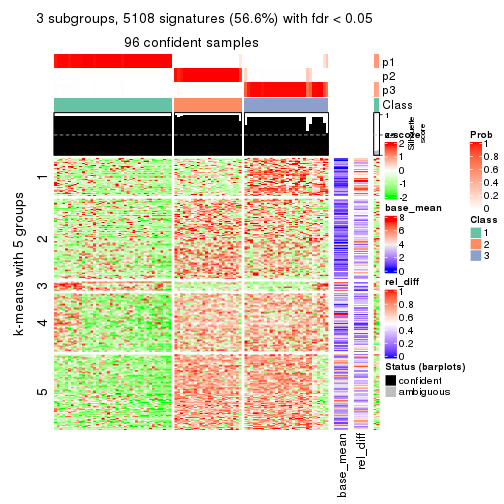 3 subgroups, 5108 signatures (56.6%) with fdr < 0.05
96 confident samples
p1
p2
p3
Class
1
0
Silhouette
score
k-means with 5 groups
1
2
3
4
5
base_mean
rel_diff
z-score
2
1
0
-1
-2
base_mean
8
6
4
2
0
rel_diff
1
0.8
0.6
0.4
0.2
0
Status (barplots)
confident
ambiguous
Prob
1
0.8
0.6
0.4
0.2
0
Class
1
2
3